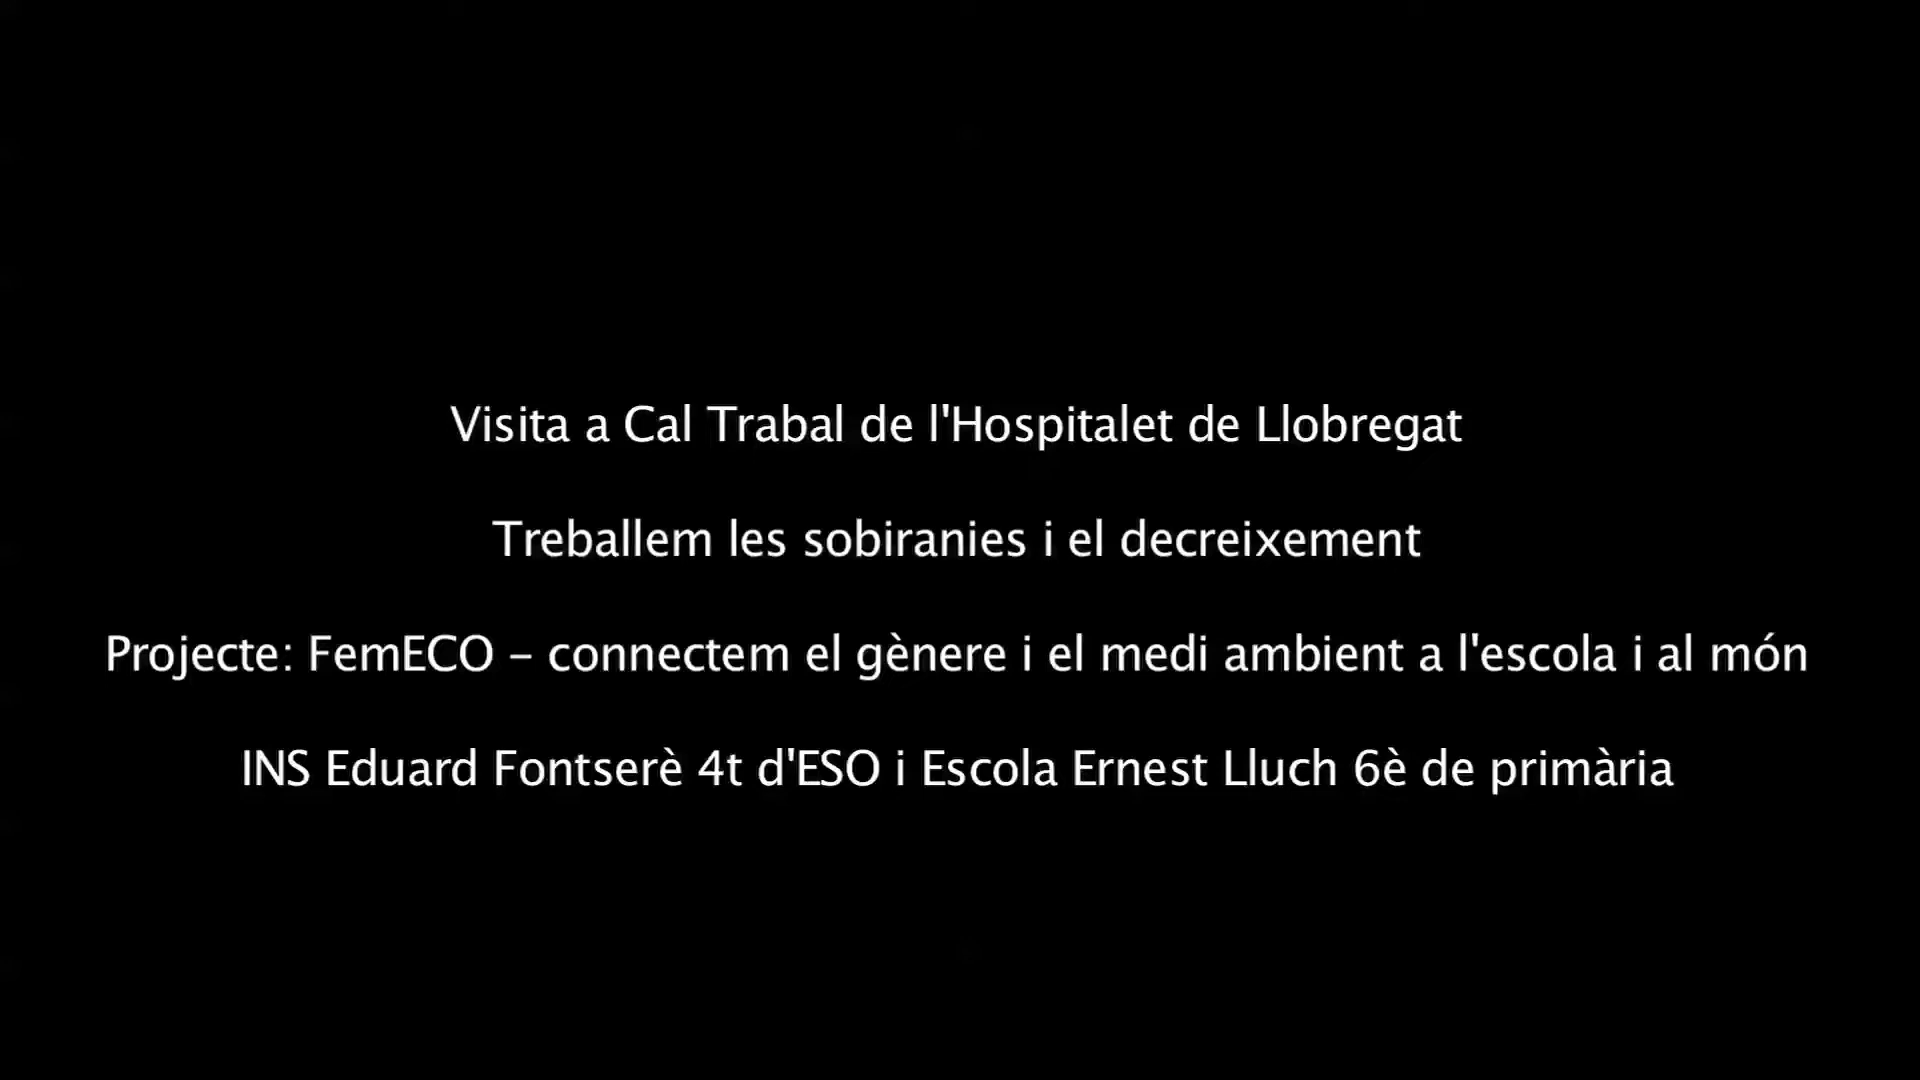 Visita a Cal Trabal de l'Hospitalet de Llobregat
Treballem les sobiranies i el decreixement
Projecte: FemECO – connectem el gènere i el medi ambient a l'escola i al món
INS Eduard Fontserè 4t d'ESO i Escola Ernest Lluch 6è de primària